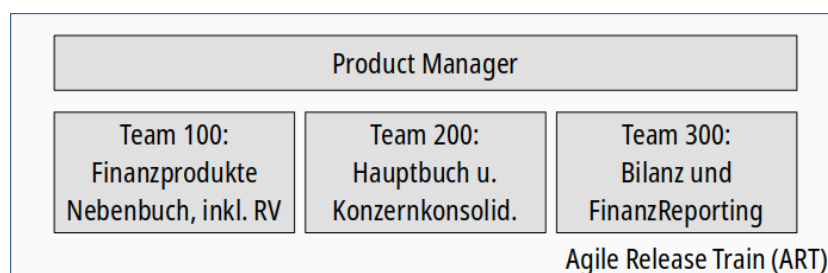 Product Manager
Team 100:
Finanzprodukte
Nebenbuch, inkl. RV
Team 200:
Hauptbuch u.
Konzernkonsolid.
Team 300:
Bilanz und
FinanzReporting
Agile Release Train (ART)